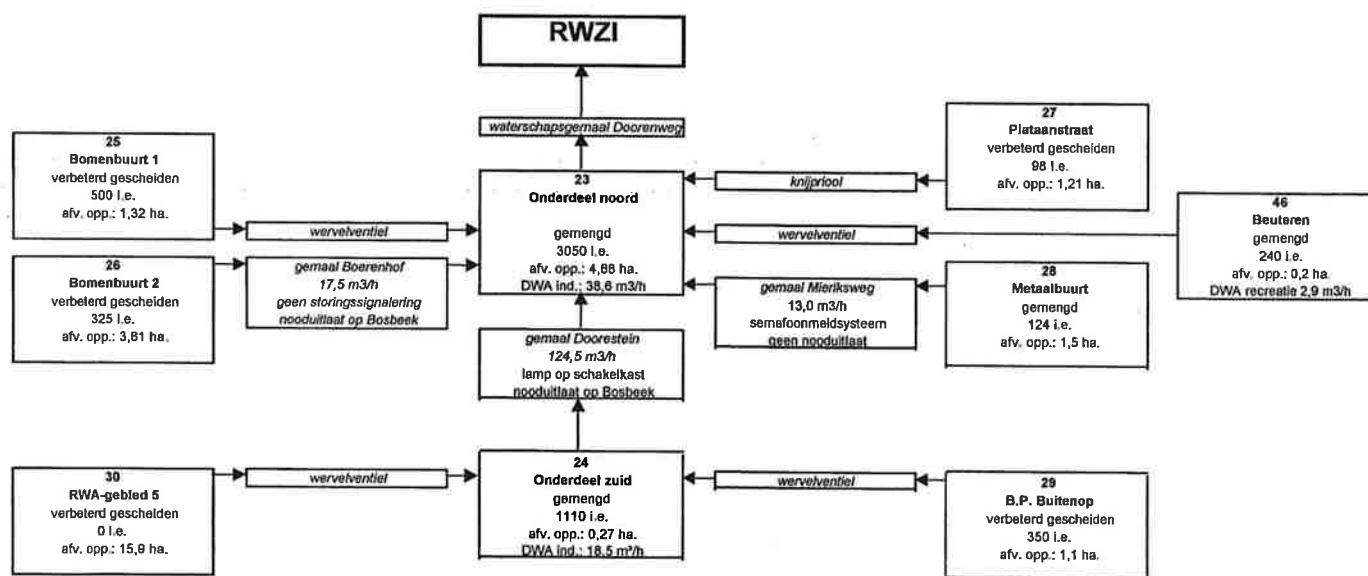 RWZI
waterschapsgemaal Doorenweg
25
Bomenbuurt 1
verbeterd gescheiden
500 i.e.
afv. opp.: 1,32 ha.
wervelventiel
26
Bomenbuurt 2
verbeterd gescheiden
325 i.e.
afv. opp.: 3,61 ha.
gemaal Boerenhof
17,5 m3/h
geen storingssignalering
nooduitlaat op Bosbeek
23
Onderdeel noord
gemengd
3050 i.e.
afv. opp.: 4,88 ha.
DWA ind.: 38,6 m3/h
knijpriool
27
Plataanstraat
verbeterd gescheiden
98 i.e.
afv. opp.: 1,21 ha.
wervelventiel
46
Beuteren
gemengd
240 i.e.
afv. opp.: 0,2 ha.
DWA recreatie 2,9 m3/h
gemaal Mieriksweg
13,0 m3/h
semafoonmeldsysteem
geen nooduitlaat
28
Metaalbuurt
gemengd
124 i.e.
afv. opp.: 1,5 ha.
gemaal Doorestein
124,5 m3/h
lamp op schakelkast
nooduitlaat op Bosbeek
30
RWA-gebied 5
verbeterd gescheiden
0 i.e.
afv. opp.: 15,9 ha.
wervelventiel
24
Onderdeel zuid
gemengd
1110 i.e.
afv. opp.: 0,27 ha.
DWA ind.: 18,5 m³/h
wervelventiel
29
B.P. Buitenop
verbeterd gescheiden
350 i.e.
afv. opp.: 1,1 ha.